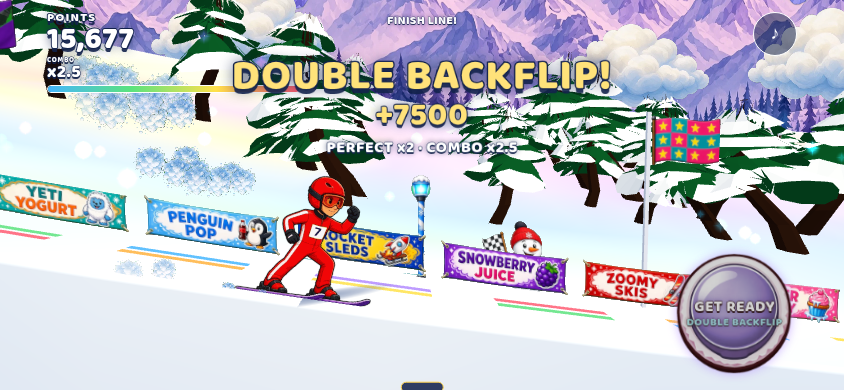 POINTS
15,677
COMBO
x2.5
FINISH LINE!
DOUBLE BACKFLIP!
+7500
PERFECT x2 • COMBO x2.5
YETI
YOGURT
PENGUIN
POP
7
ROCKET
SLEDS
SNOWBERRY
JUICE
ZOOMY
SKIS
GET READY
DOUBLE BACKFLIP